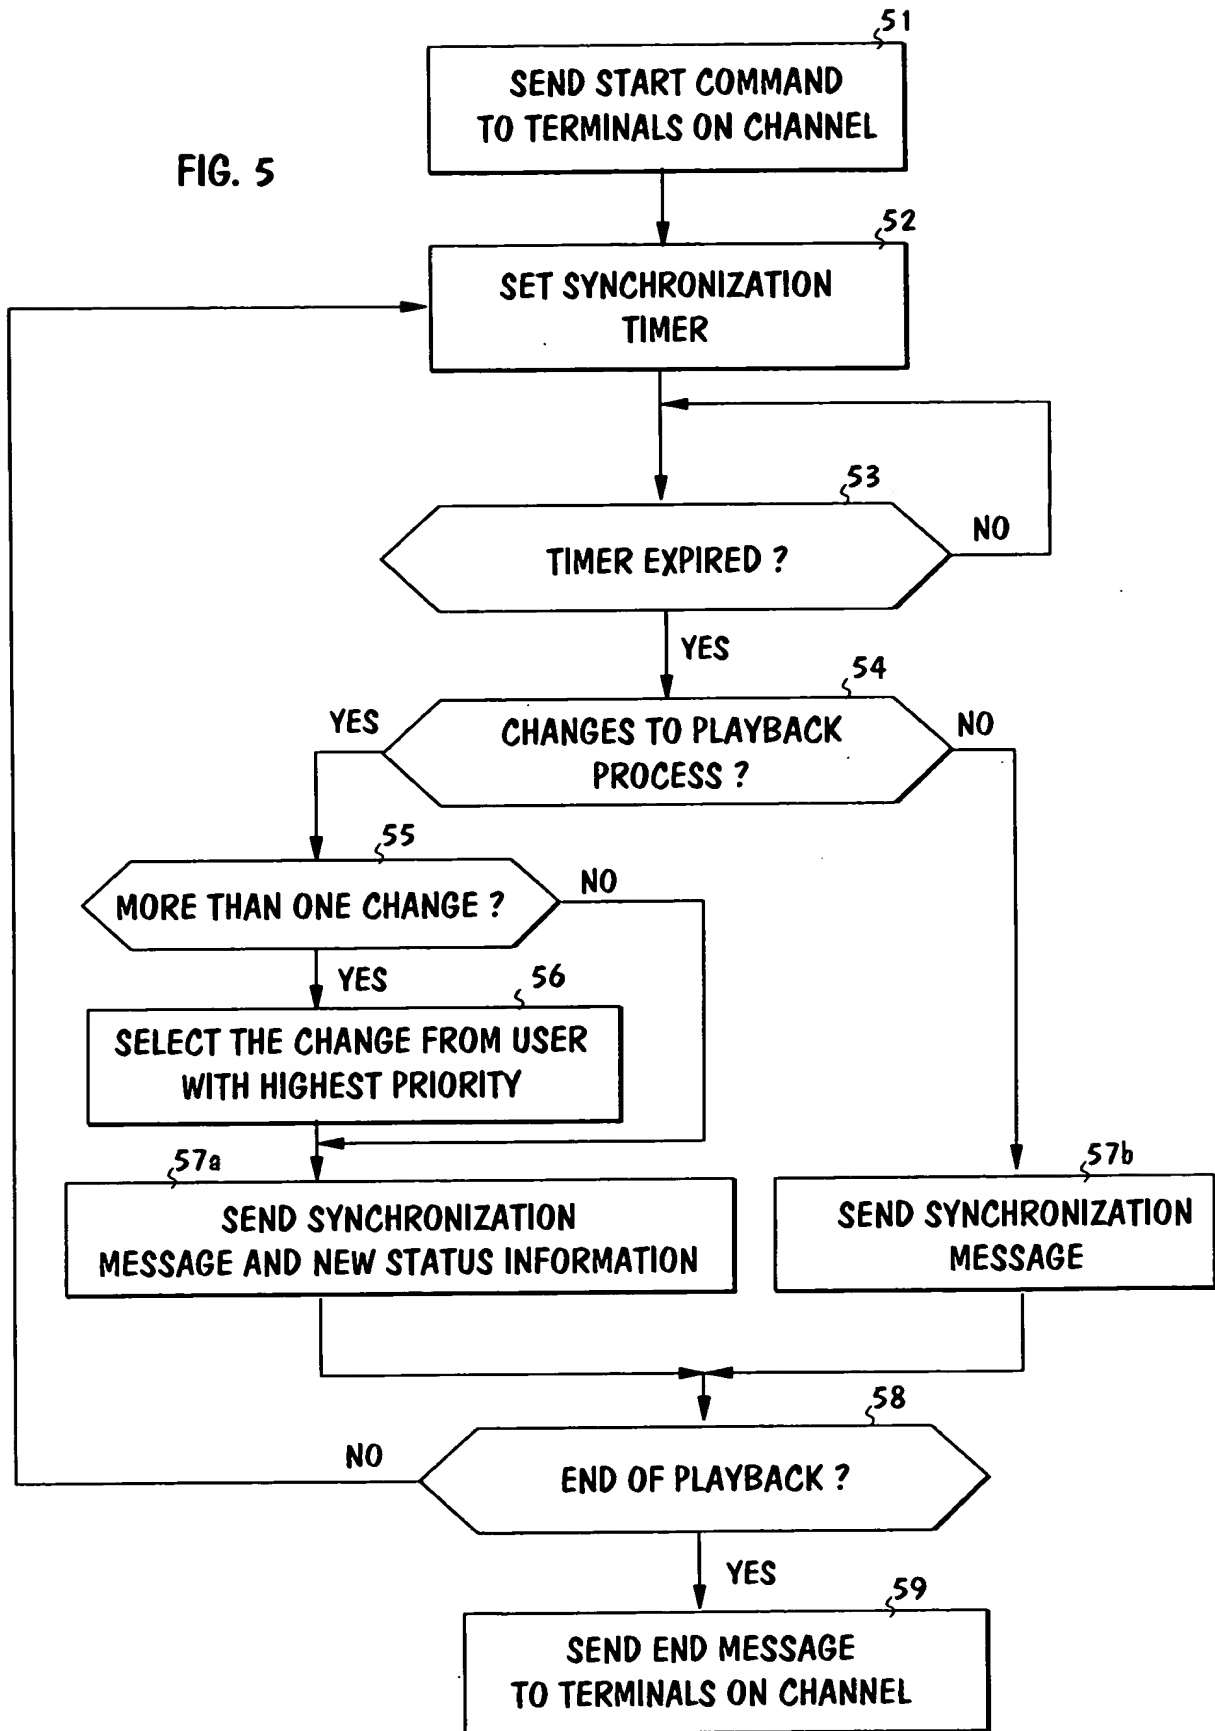 51
SEND START COMMAND
TO TERMINALS ON CHANNEL
FIG. 5
52
SET SYNCHRONIZATION
TIMER
53
TIMER EXPIRED ?
NO
YES
54
YES
CHANGES TO PLAYBACK
PROCESS ?
NO
55
MORE THAN ONE CHANGE ?
NO
YES
56
SELECT THE CHANGE FROM USER
WITH HIGHEST PRIORITY
57a
SEND SYNCHRONIZATION
MESSAGE AND NEW STATUS INFORMATION
57b
SEND SYNCHRONIZATION
MESSAGE
58
NO
END OF PLAYBACK ?
YES
59
SEND END MESSAGE
TO TERMINALS ON CHANNEL